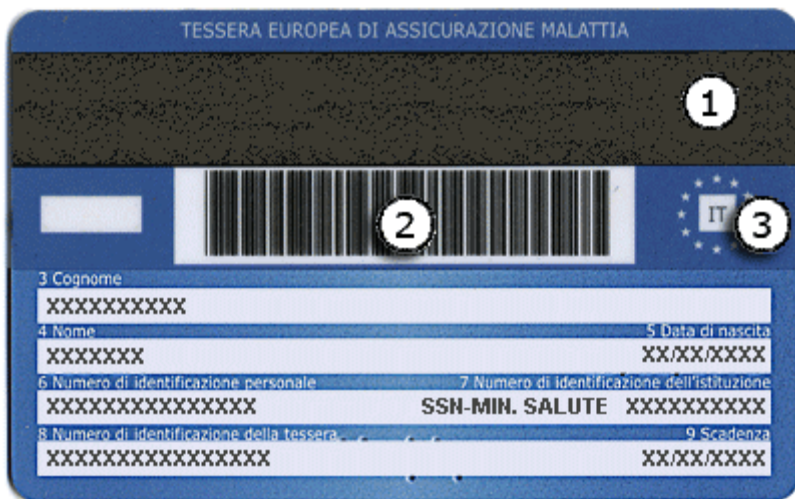 TESSERA EUROPEA DI ASSICURAZIONE MALATTIA
1
2
IT 3
3 Cognome
XXXXXXXXXX
4 Nome 5 Data di nascita
XXXXXXX XX/XX/XXXX
6 Numero di identificazione personale 7 Numero di identificazione dell'istituzione
XXXXXXXXXXXXXXX SSN-MIN. SALUTE XXXXXXXXXX
8 Numero di identificazione della tessera 9 Scadenza
XXXXXXXXXXXXXXXX XX/XX/XXXX